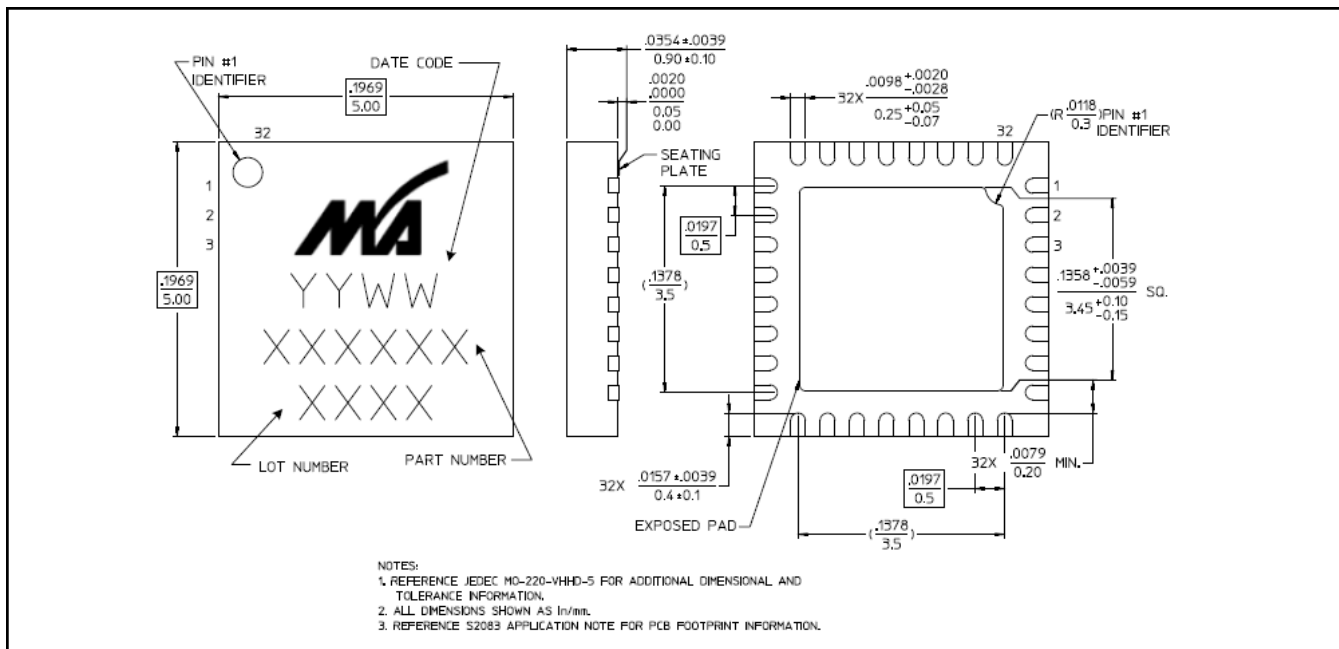 PIN #1
IDENTIFIER
DATE CODE
.1969
5.00
32
1
2
3
.1969
5.00
MA
YYWW
XXXXXX
XXXX
LOT NUMBER
PART NUMBER
.0354±.0039
0.90±0.10
.0020
.0000
0.05
0.00
SEATING
PLATE
.0197
0.5
(.1378)
3.5
32X .0157±.0039
0.4±0.1
32X .0098 +.0020
-.0028
0.25 +0.05
-0.07
32
(R .0118) PIN #1
0.3 IDENTIFIER
1
2
3
.1358 +.0039
-.0059 SQ.
3.45 +0.10
-0.15
32X .0079 MIN.
0.20
.0197
0.5
EXPOSED PAD
(.1378)
3.5
NOTES:
1. REFERENCE JEDEC MO-220-VHHD-5 FOR ADDITIONAL DIMENSIONAL AND
TOLERANCE INFORMATION.
2. ALL DIMENSIONS SHOWN AS in/mm.
3. REFERENCE S2083 APPLICATION NOTE FOR PCB FOOTPRINT INFORMATION.